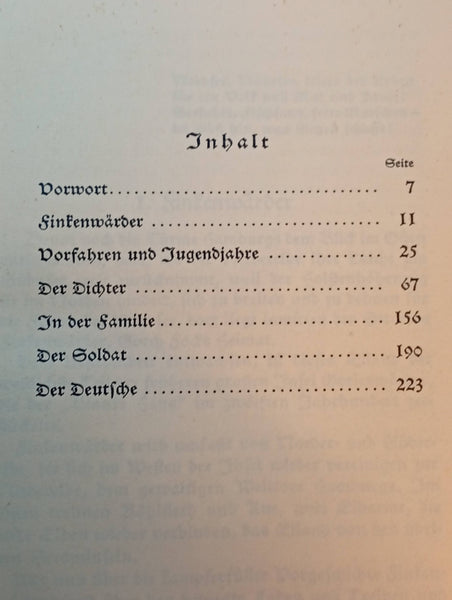 Inhalt
Seite
Vorwort 7
Finkenwärder 11
Vorfahren und Jugendjahre 25
Der Dichter 67
In der Familie 156
Der Soldat 190
Der Deutsche 223